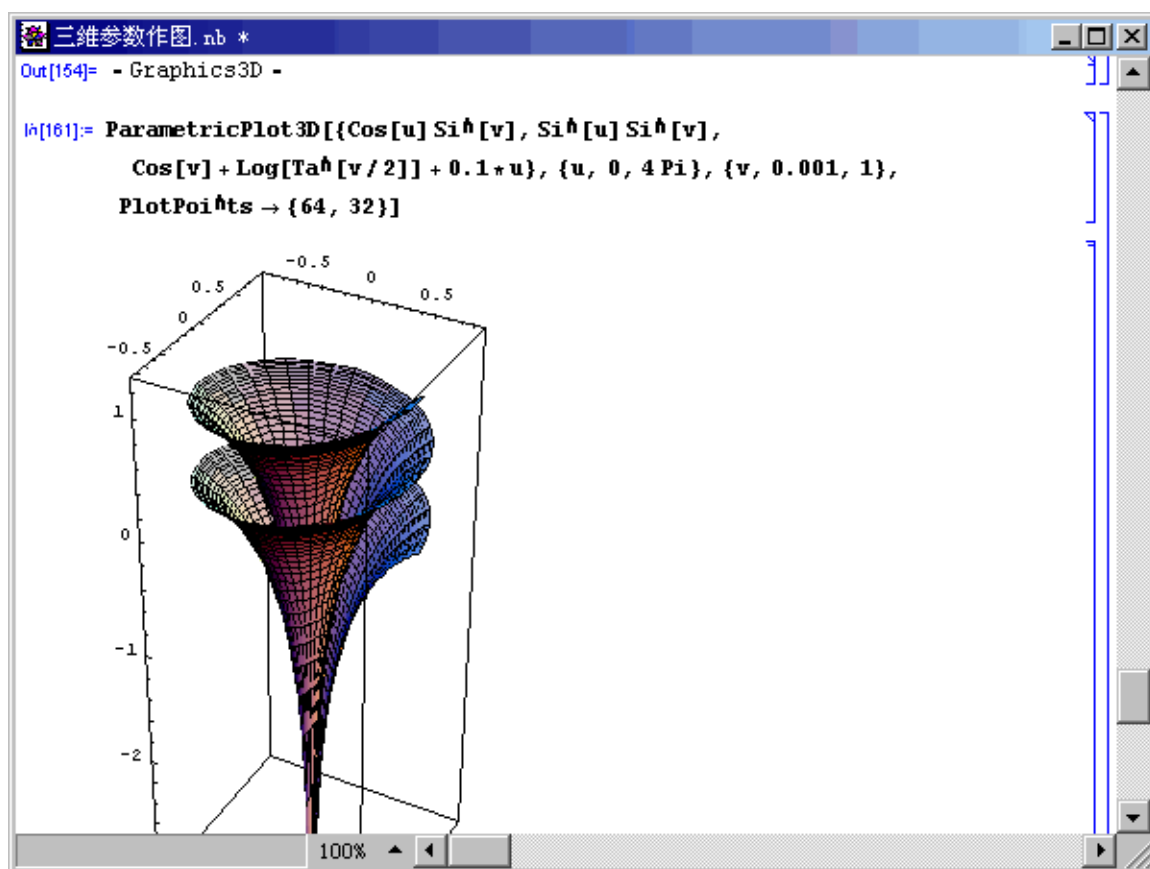 三維参数作图.nb *
Out[154]= - Graphics3D -
In[161]:= ParametricPlot3D[{Cos[u] Sin[v], Sin[u] Sin[v],
Cos[v] + Log[Tan[v / 2]] + 0.1 * u}, {u, 0, 4 Pi}, {v, 0.001, 1},
PlotPoints → {64, 32}]
-0.5
0
0.5
0.5
0
-0.5
1
0
-1
-2
100%